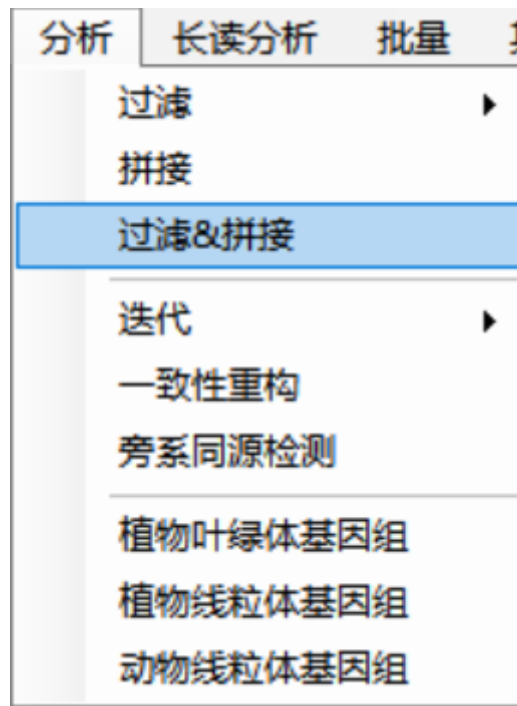 分析 长读分析 批量
过滤
拼接
过滤&拼接
迭代
一致性重构
旁系同源检测
植物叶绿体基因组
植物线粒体基因组
动物线粒体基因组